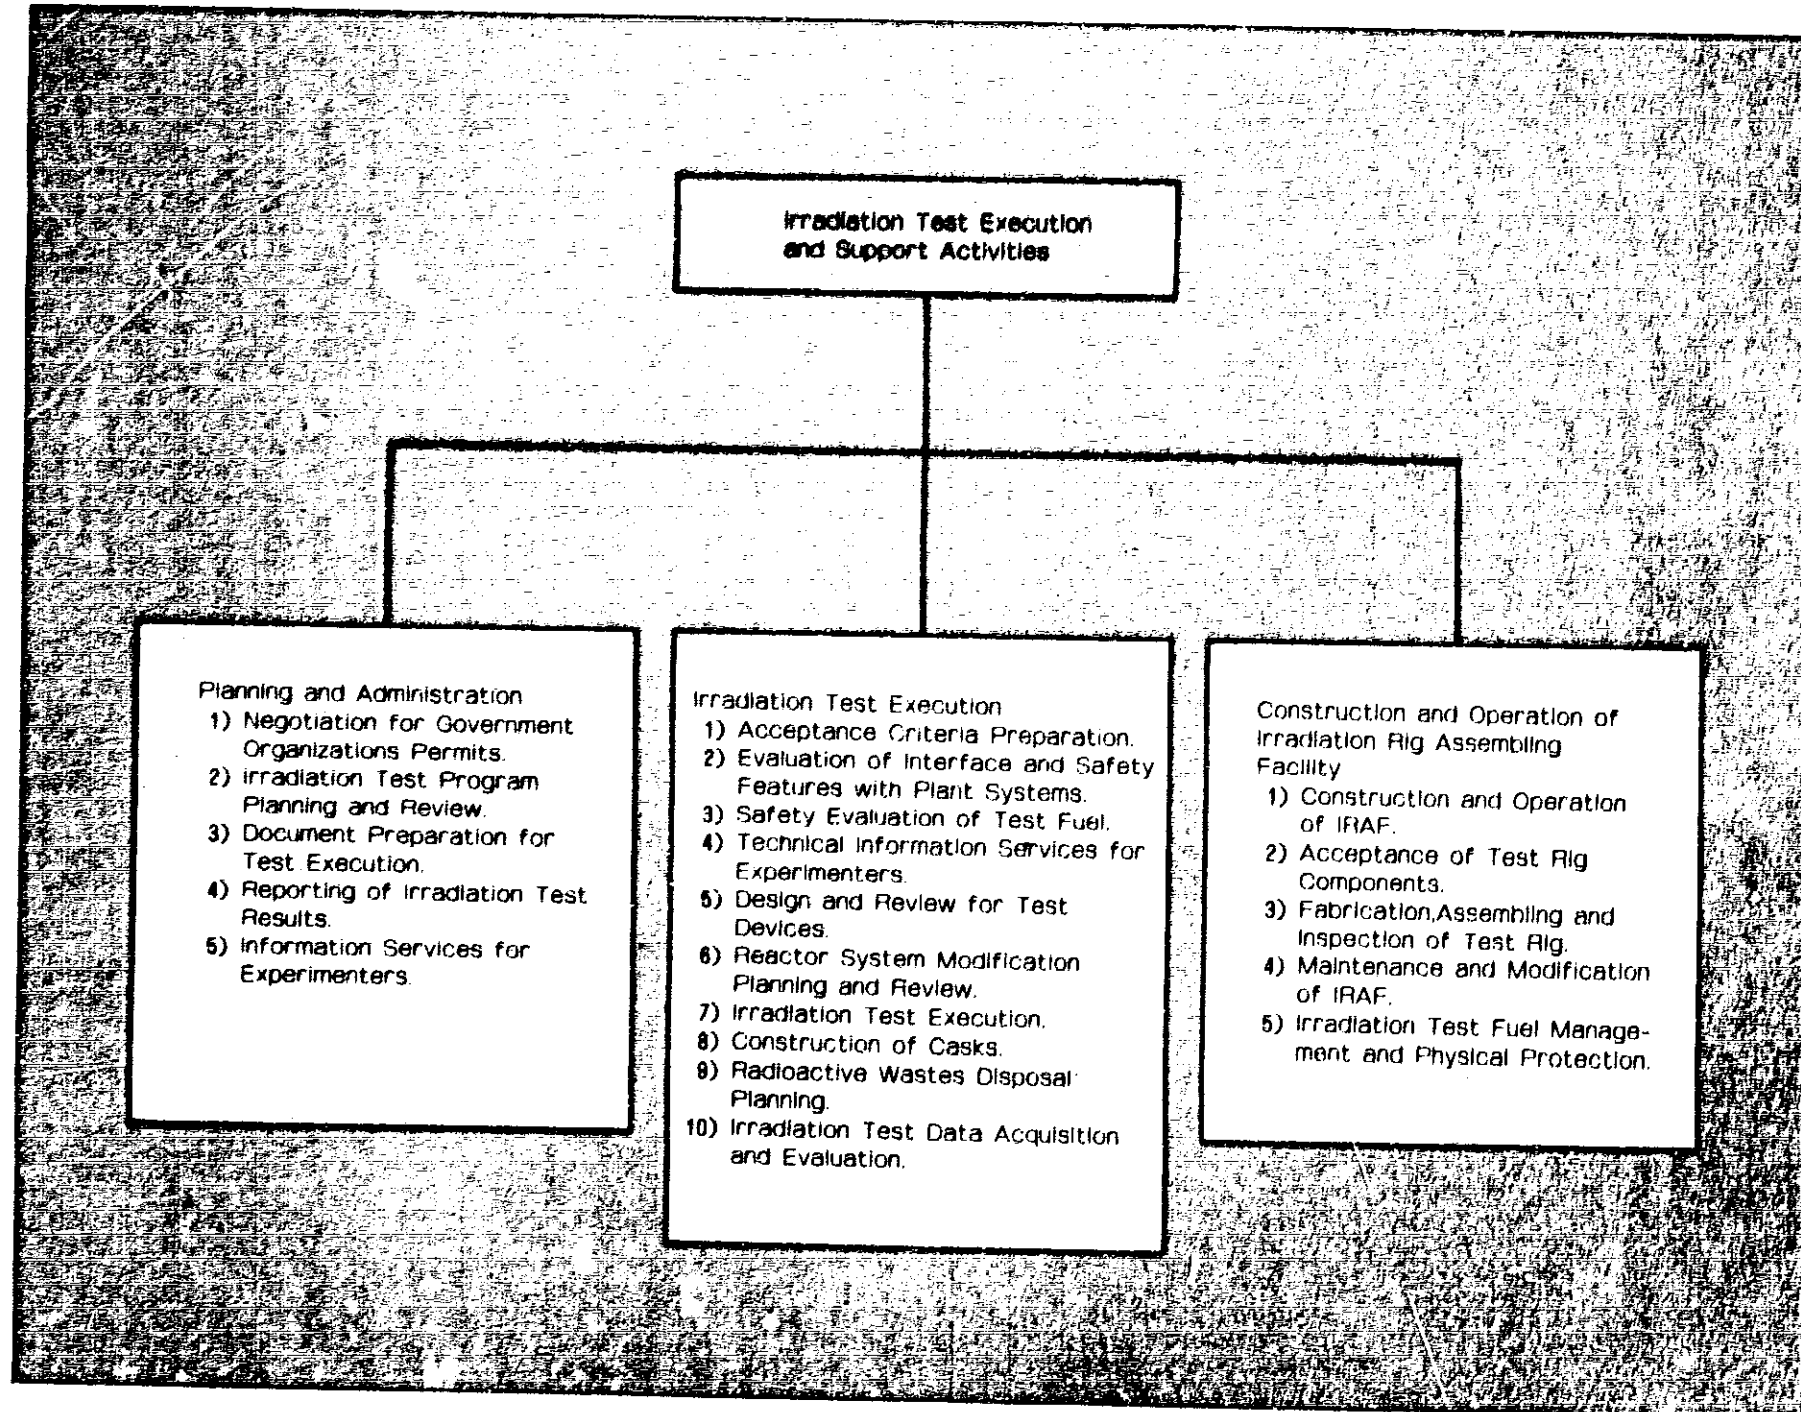 Irradiation Test Execution
and Support Activities
Planning and Administration
1) Negotiation for Government
Organizations Permits.
2) Irradiation Test Program
Planning and Review.
3) Document Preparation for
Test Execution.
4) Reporting of Irradiation Test
Results.
5) Information Services for
Experimenters.
Irradiation Test Execution
1) Acceptance Criteria Preparation.
2) Evaluation of Interface and Safety
Features with Plant Systems.
3) Safety Evaluation of Test Fuel.
4) Technical Information Services for
Experimenters.
5) Design and Review for Test
Devices.
6) Reactor System Modification
Planning and Review.
7) Irradiation Test Execution.
8) Construction of Casks.
9) Radioactive Wastes Disposal
Planning.
10) Irradiation Test Data Acquisition
and Evaluation.
Construction and Operation of
Irradiation Rig Assembling
Facility
1) Construction and Operation
of IRAF.
2) Acceptance of Test Rig
Components.
3) Fabrication,Assembling and
Inspection of Test Rig.
4) Maintenance and Modification
of IRAF.
5) Irradiation Test Fuel Manage-
ment and Physical Protection.